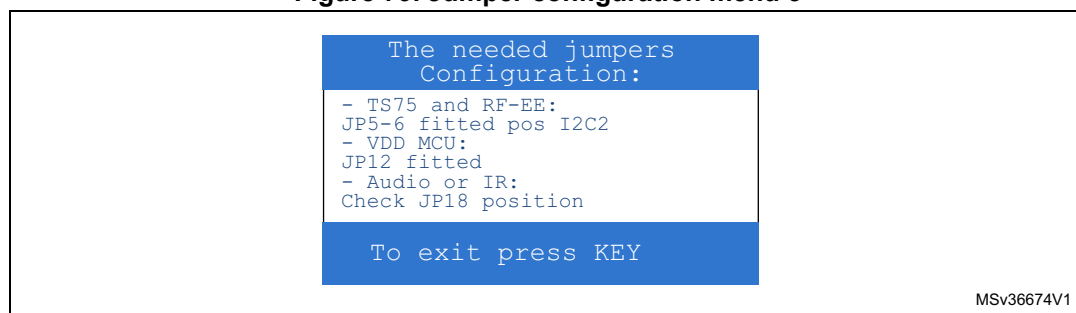 The needed jumpers
Configuration:
- TS75 and RF-EE:
JP5-6 fitted pos I2C2
- VDD MCU:
JP12 fitted
- Audio or IR:
Check JP18 position
To exit press KEY
MSv36674V1